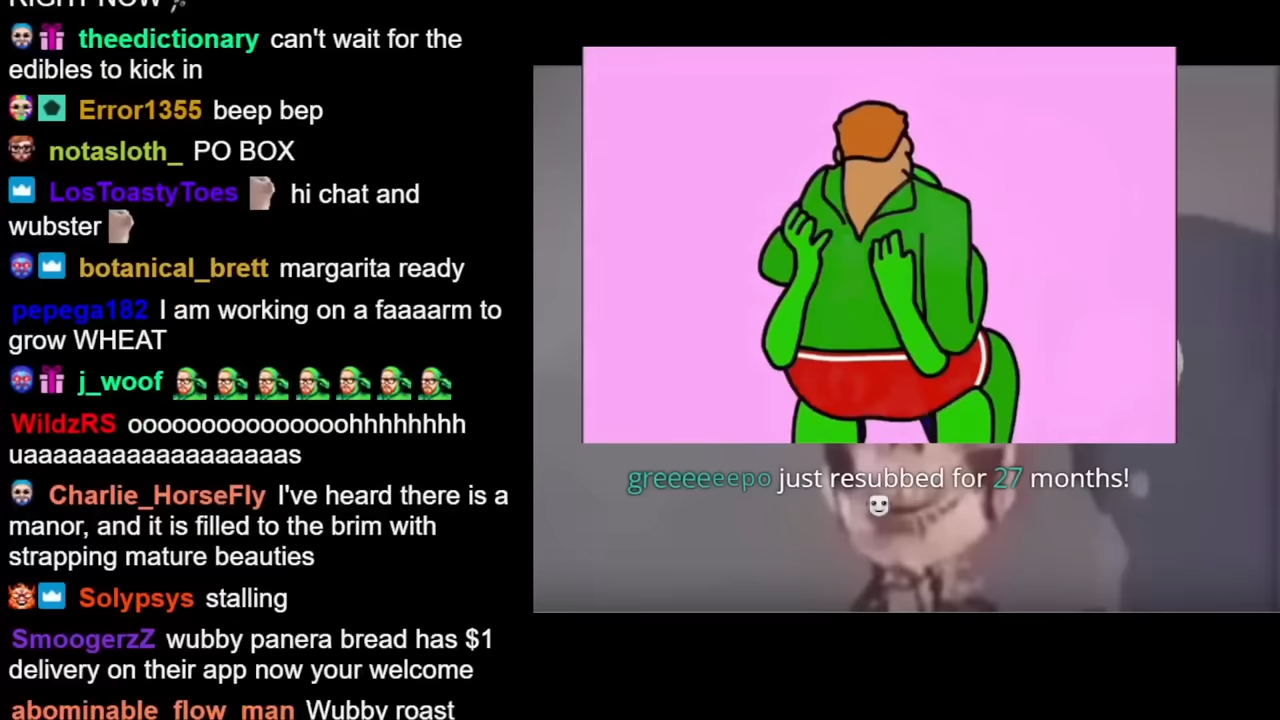 RIGHT NOW
theedictionary can't wait for the
edibles to kick in
Error1355 beep bep
notasloth_ PO BOX
LosToastyToes hi chat and
wubster
botanical_brett margarita ready
pepega182 I am working on a faaaarm to
grow WHEAT
j_woof
WildzRS ooooooooooooooohhhhhhhh
uaaaaaaaaaaaaaaaaaas
Charlie_HorseFly I've heard there is a
manor, and it is filled to the brim with
strapping mature beauties
Solypsys stalling
SmoogerzZ wubby panera bread has $1
delivery on their app now your welcome
abominable_flow_man Wubby roast
greeeeeepo just resubbed for 27 months!